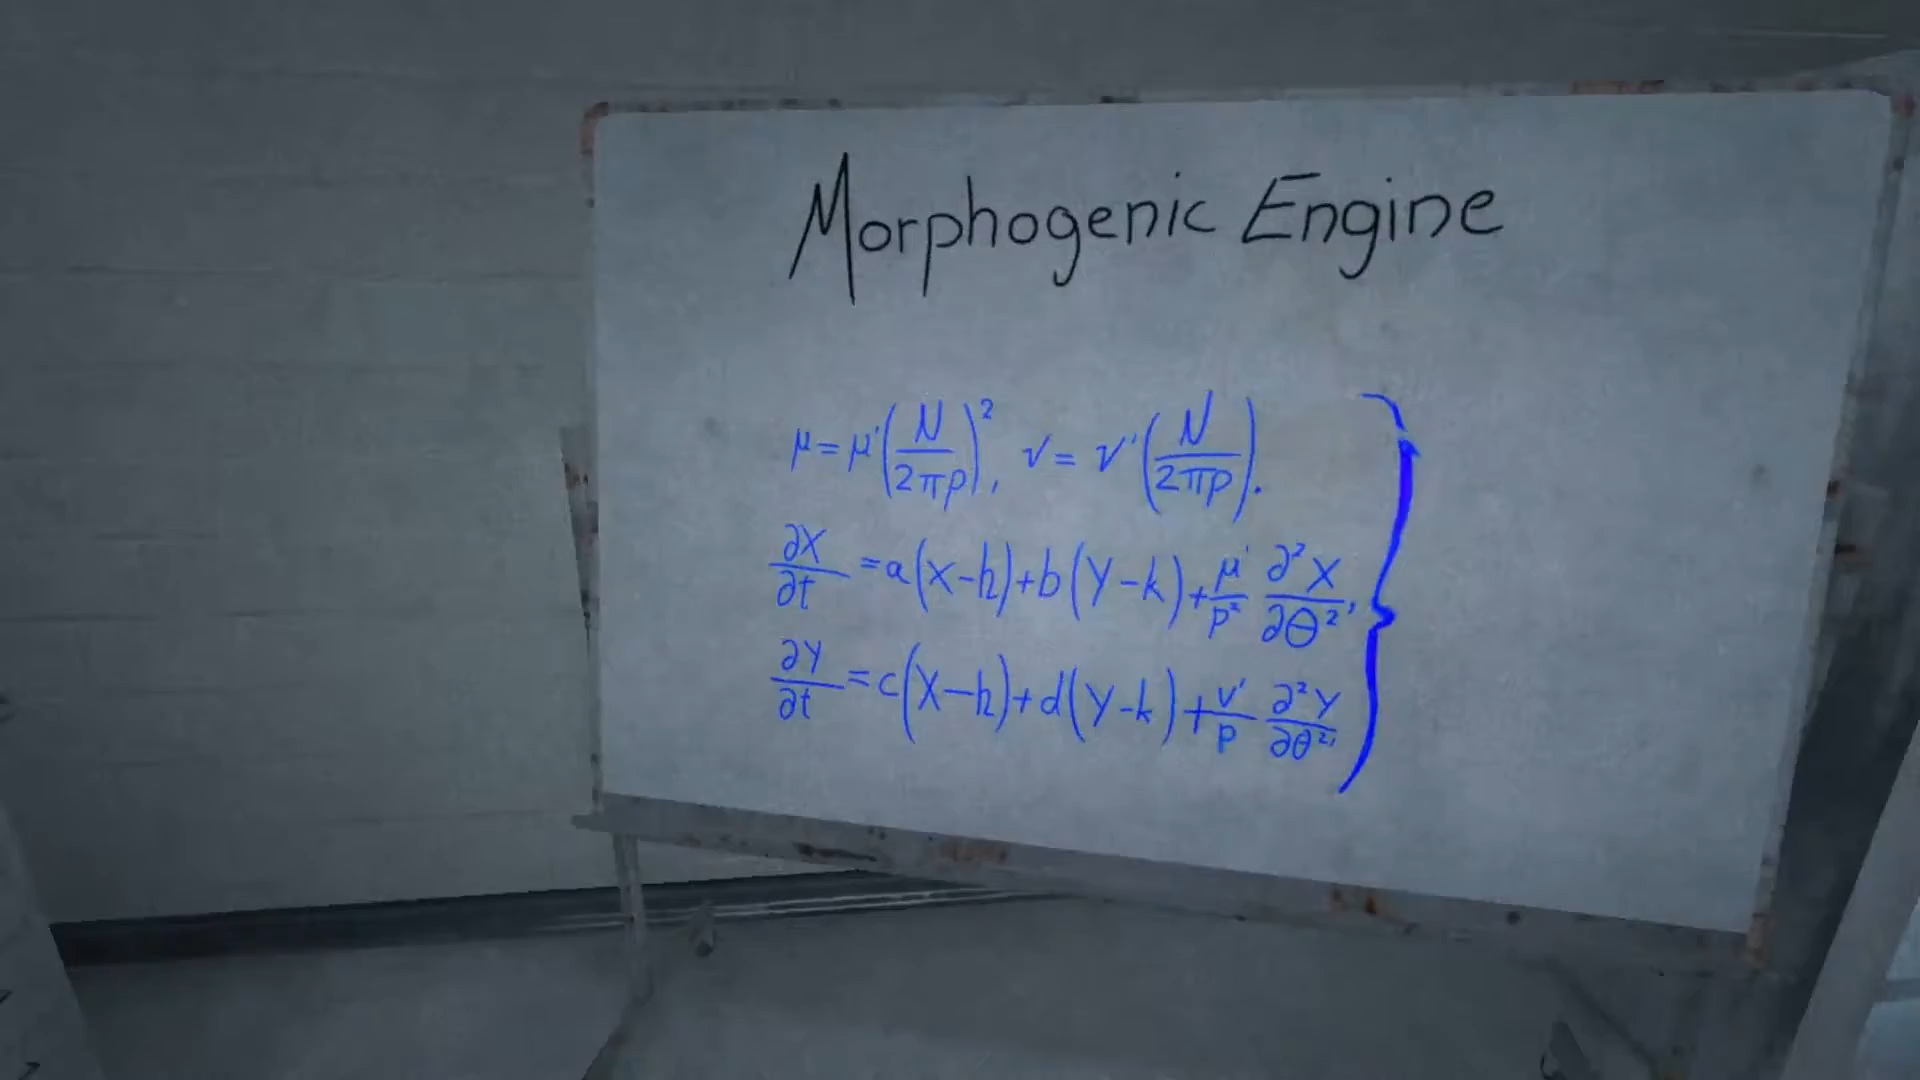 Morphogenic Engine
μ=μ'(N/2πρ)², ν=ν'(N/2πρ).
∂X/∂t=a(X-h)+b(Y-k)+μ'/ρ² ∂²X/∂θ²,
∂Y/∂t=c(X-h)+d(Y-k)+ν'/ρ ∂²Y/∂θ²,